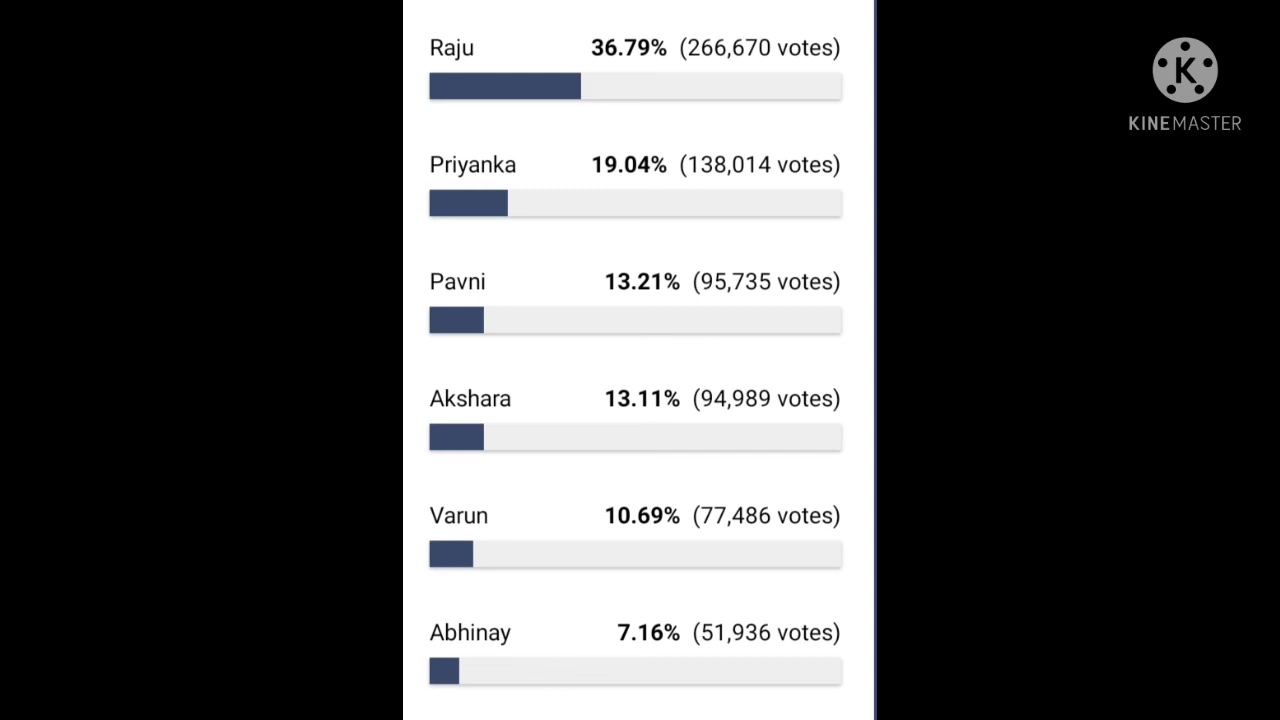 Raju 36.79% (266,670 votes)
Priyanka 19.04% (138,014 votes)
Pavni 13.21% (95,735 votes)
Akshara 13.11% (94,989 votes)
Varun 10.69% (77,486 votes)
Abhinay 7.16% (51,936 votes)
K
KINEMASTER